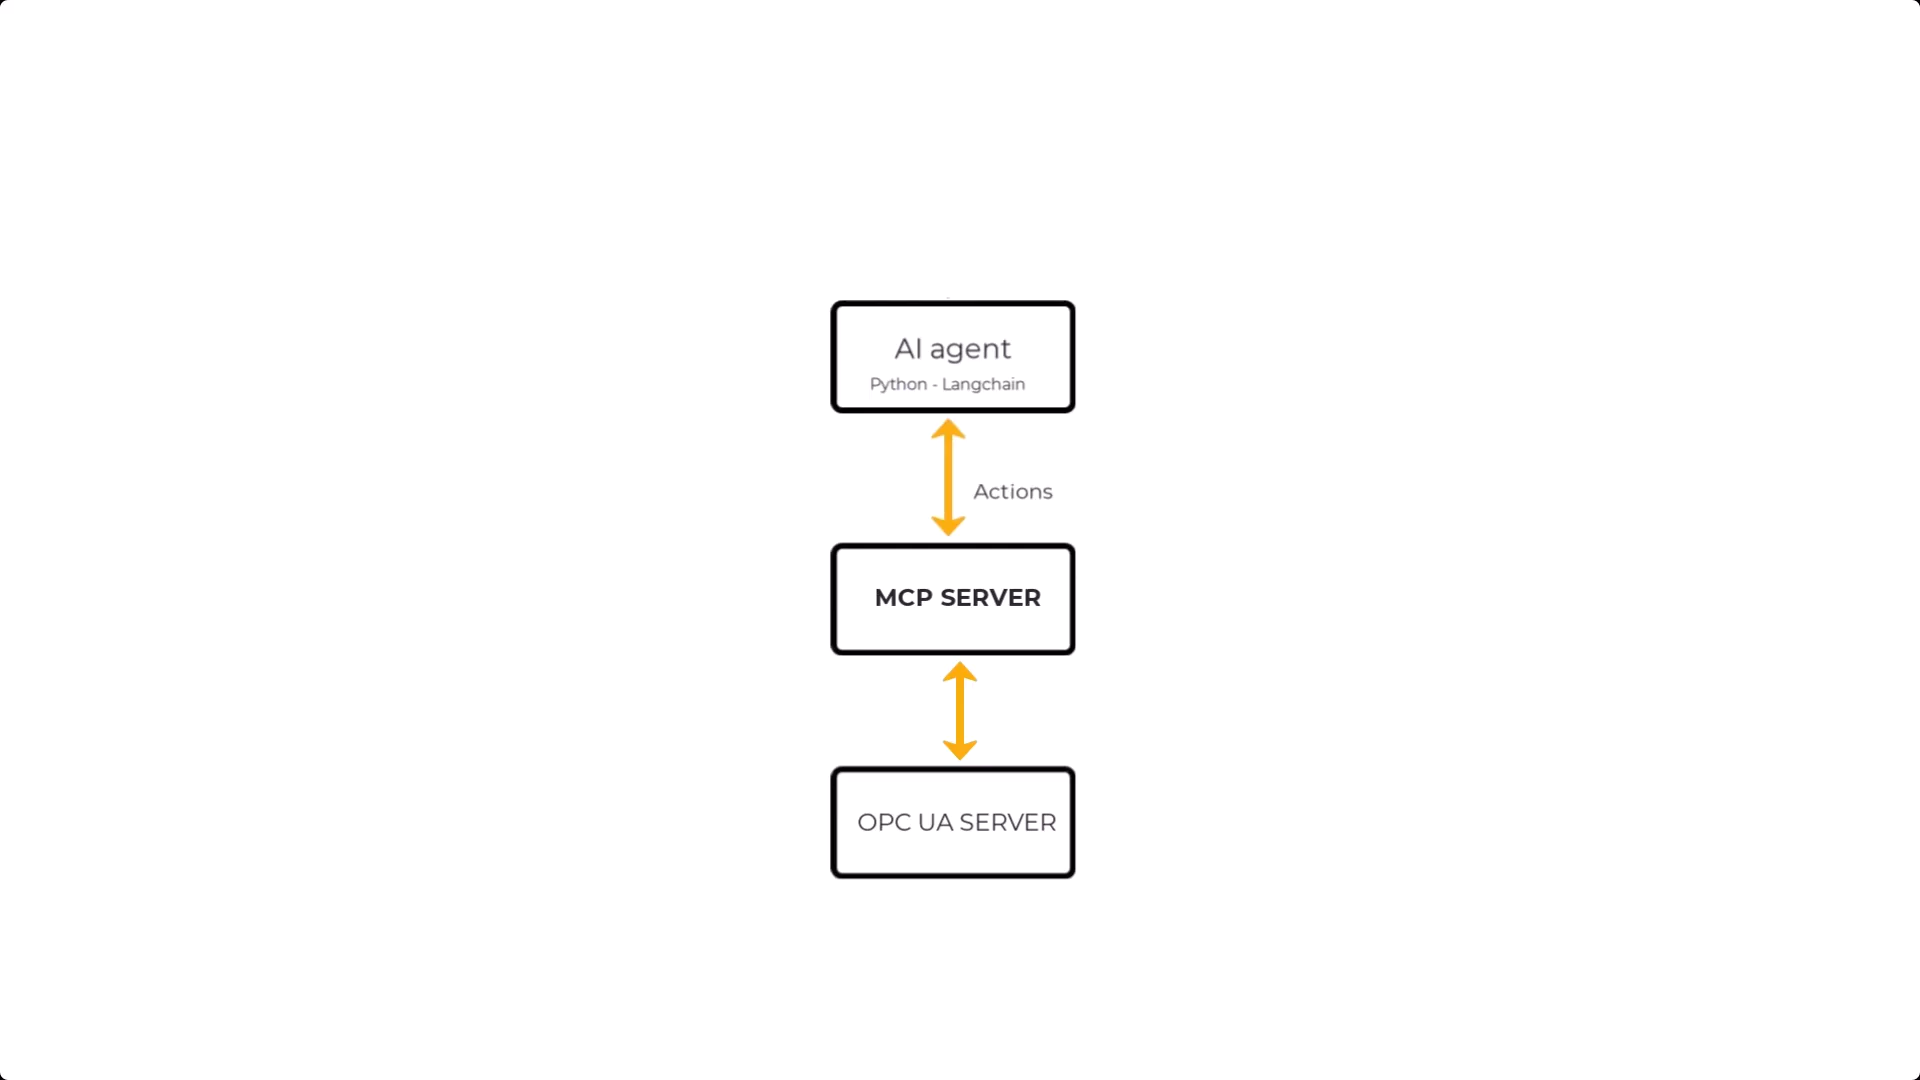 AI agent
Python - Langchain
Actions
MCP SERVER
OPC UA SERVER